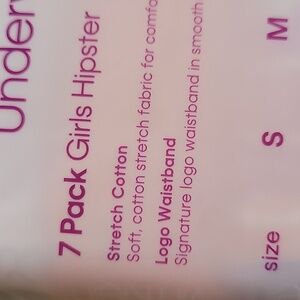 Under
7 Pack Girls Hipster
Stretch Cotton
Soft, cotton stretch fabric for comfo
Logo Waistband
Signature logo waistband in smooth
size S M